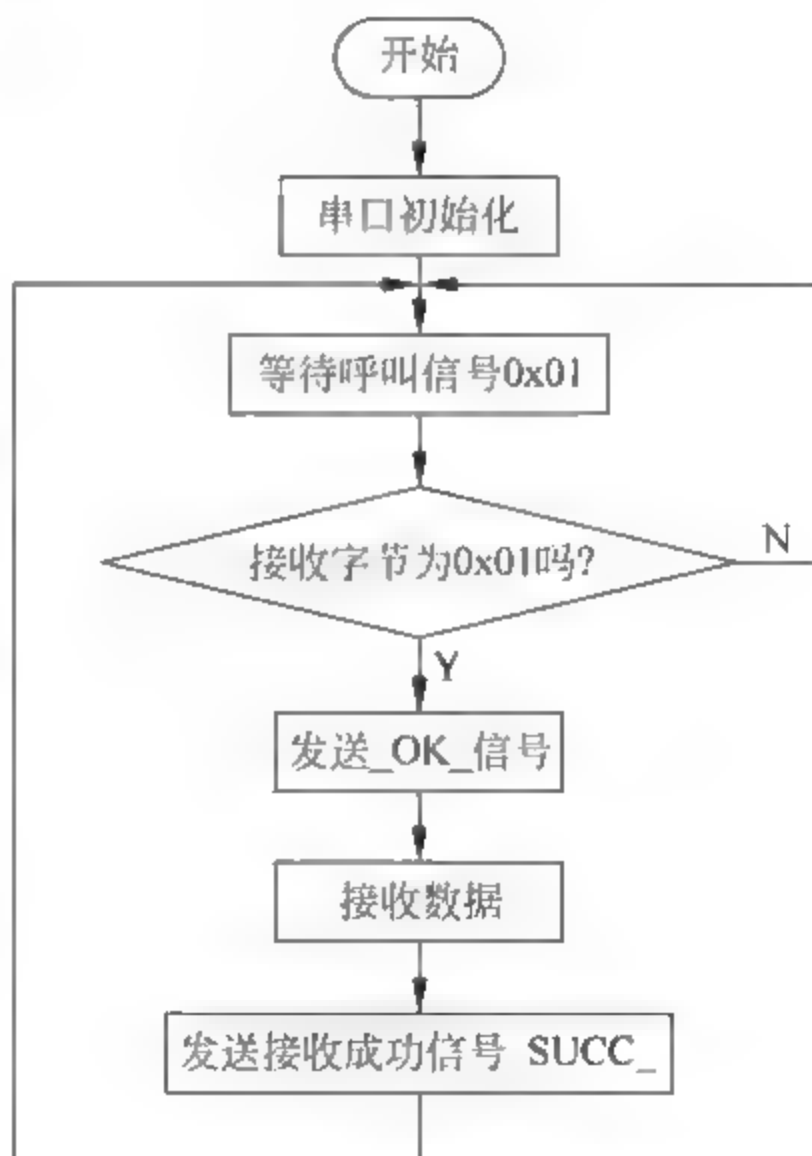 开始
串口初始化
等待呼叫信号0x01
接收字节为0x01吗?
N
Y
发送_OK_信号
接收数据
发送接收成功信号 SUCC_